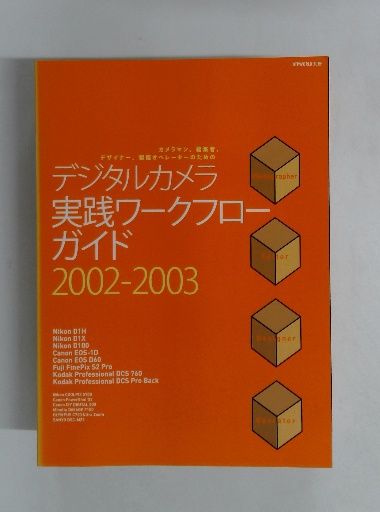 カメラマン、編集者、
デザイナー、製版オペレーターのための
デジタルカメラ
実践ワークフロー
ガイド
2002-2003
Nikon D1H
Nikon D1X
Nikon D100
Canon EOS-1D
Canon EOS D60
Fuji FinePix S2 Pro
Kodak Professional DCS 760
Kodak Professional DCS Pro Back